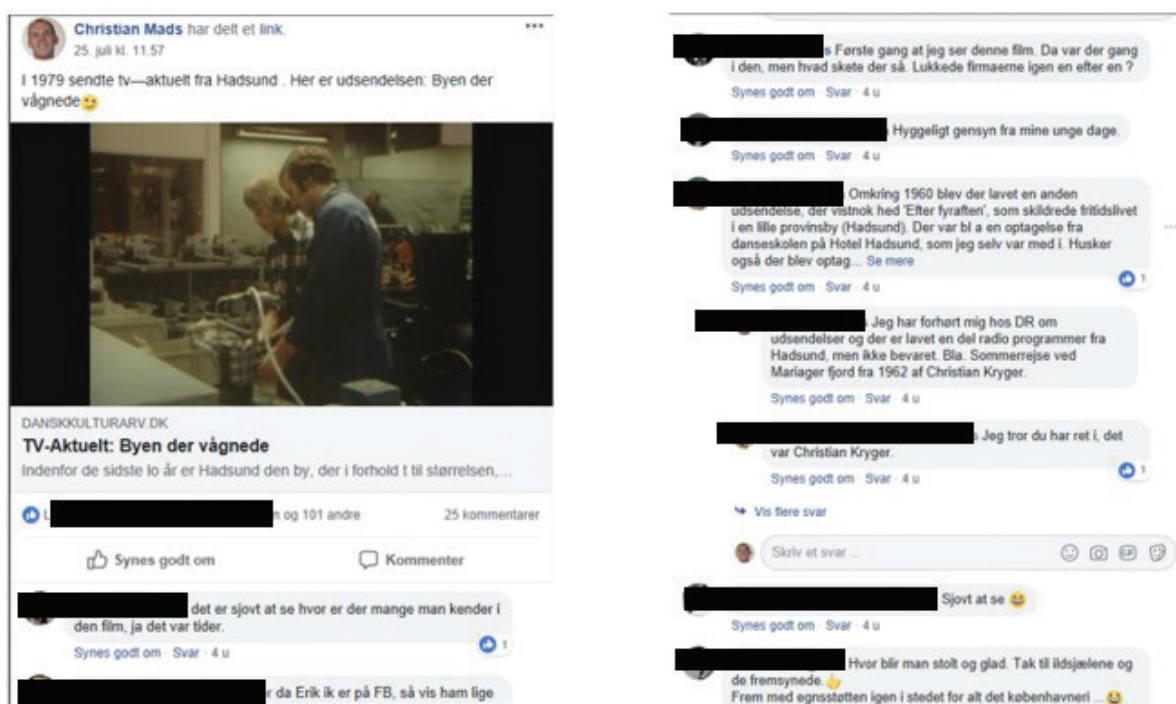 Christian Mads har delt et link.
25. juli kl. 11.57
I 1979 sendte tv—aktuelt fra Hadsund . Her er udsendelsen: Byen der
vågnede
DANSKKULTURARV.DK
TV-Aktuelt: Byen der vågnede
Indenfor de sidste lo år er Hadsund den by, der i forhold t til størrelsen,...
og 101 andre
25 kommentarer
Synes godt om
Kommenter
det er sjovt at se hvor er der mange man kender i
den film, ja det var tider.
Synes godt om · Svar · 4 u
1
da Erik ik er på FB, så vis ham lige
Første gang at jeg ser denne film. Da var der gang
i den, men hvad skete der så. Lukkede firmaerne igen en efter en ?
Synes godt om · Svar · 4 u
Hyggeligt gensyn fra mine unge dage.
Synes godt om · Svar · 4 u
Omkring 1960 blev der lavet en anden
udsendelse, der vistnok hed 'Efter fyraften', som skildrede fritidslivet
i en lille provinsby (Hadsund). Der var bl a en optagelse fra
danseskolen på Hotel Hadsund, som jeg selv var med i. Husker
også der blev optag... Se mere
1
Synes godt om · Svar · 4 u
Jeg har forhørt mig hos DR om
udsendelser og der er lavet en del radio programmer fra
Hadsund, men ikke bevaret. Bla. Sommerrejse ved
Mariager fjord fra 1962 af Christian Kryger.
Synes godt om · Svar · 4 u
Jeg tror du har ret i, det
var Christian Kryger.
1
Synes godt om · Svar · 4 u
Vis flere svar
Skriv et svar ...
GIF
Sjovt at se
Synes godt om · Svar · 4 u
Hvor blir man stolt og glad. Tak til ildsjælene og
de fremsynede.
Frem med egnsstøtten igen i stedet for alt det københavneri ...